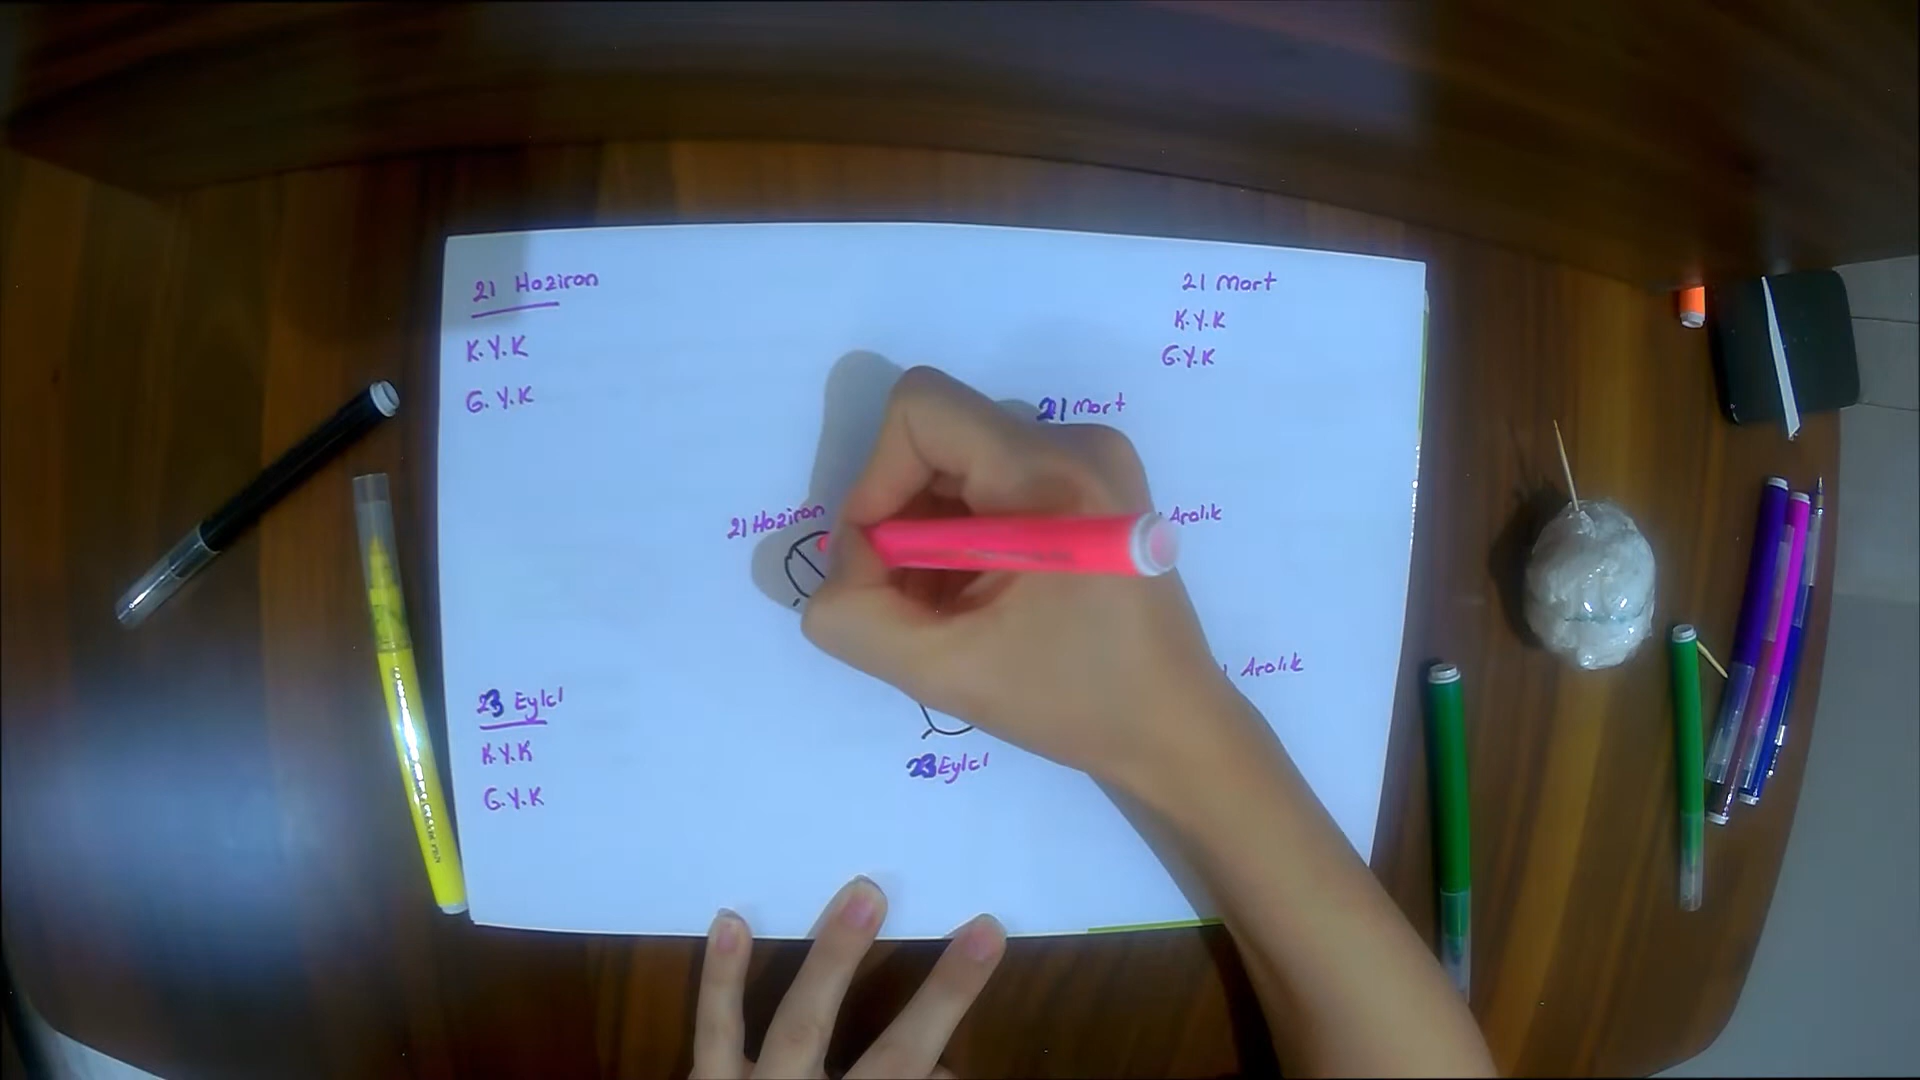 21 Haziran
K.Y.K
G.Y.K
21 Mart
K.Y.K
G.Y.K
21 Mart
21 Haziran
Aralık
Aralık
23 Eylül
K.Y.K
G.Y.K
23 Eylül